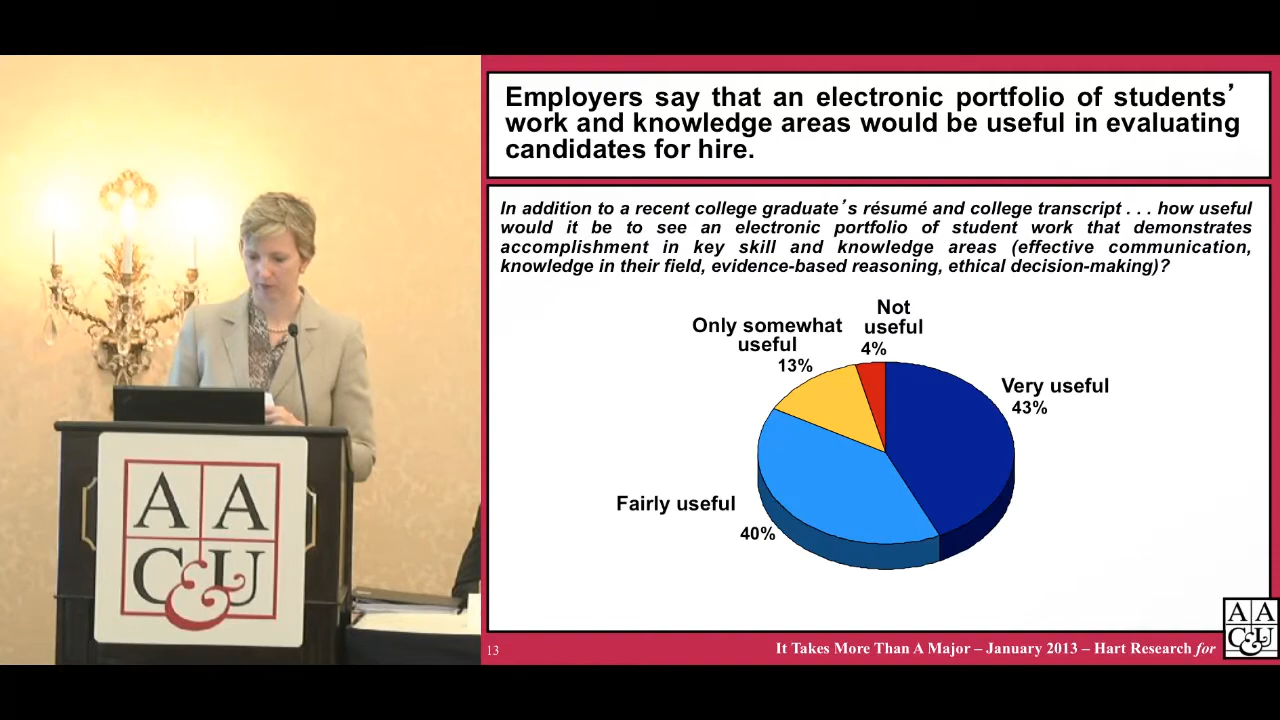 A A
C & U
Employers say that an electronic portfolio of students’
work and knowledge areas would be useful in evaluating
candidates for hire.
In addition to a recent college graduate’s résumé and college transcript . . . how useful
would it be to see an electronic portfolio of student work that demonstrates
accomplishment in key skill and knowledge areas (effective communication,
knowledge in their field, evidence-based reasoning, ethical decision-making)?
Not
useful
4%
Only somewhat
useful
13%
Very useful
43%
Fairly useful
40%
13
It Takes More Than A Major – January 2013 – Hart Research for
A A
C & U